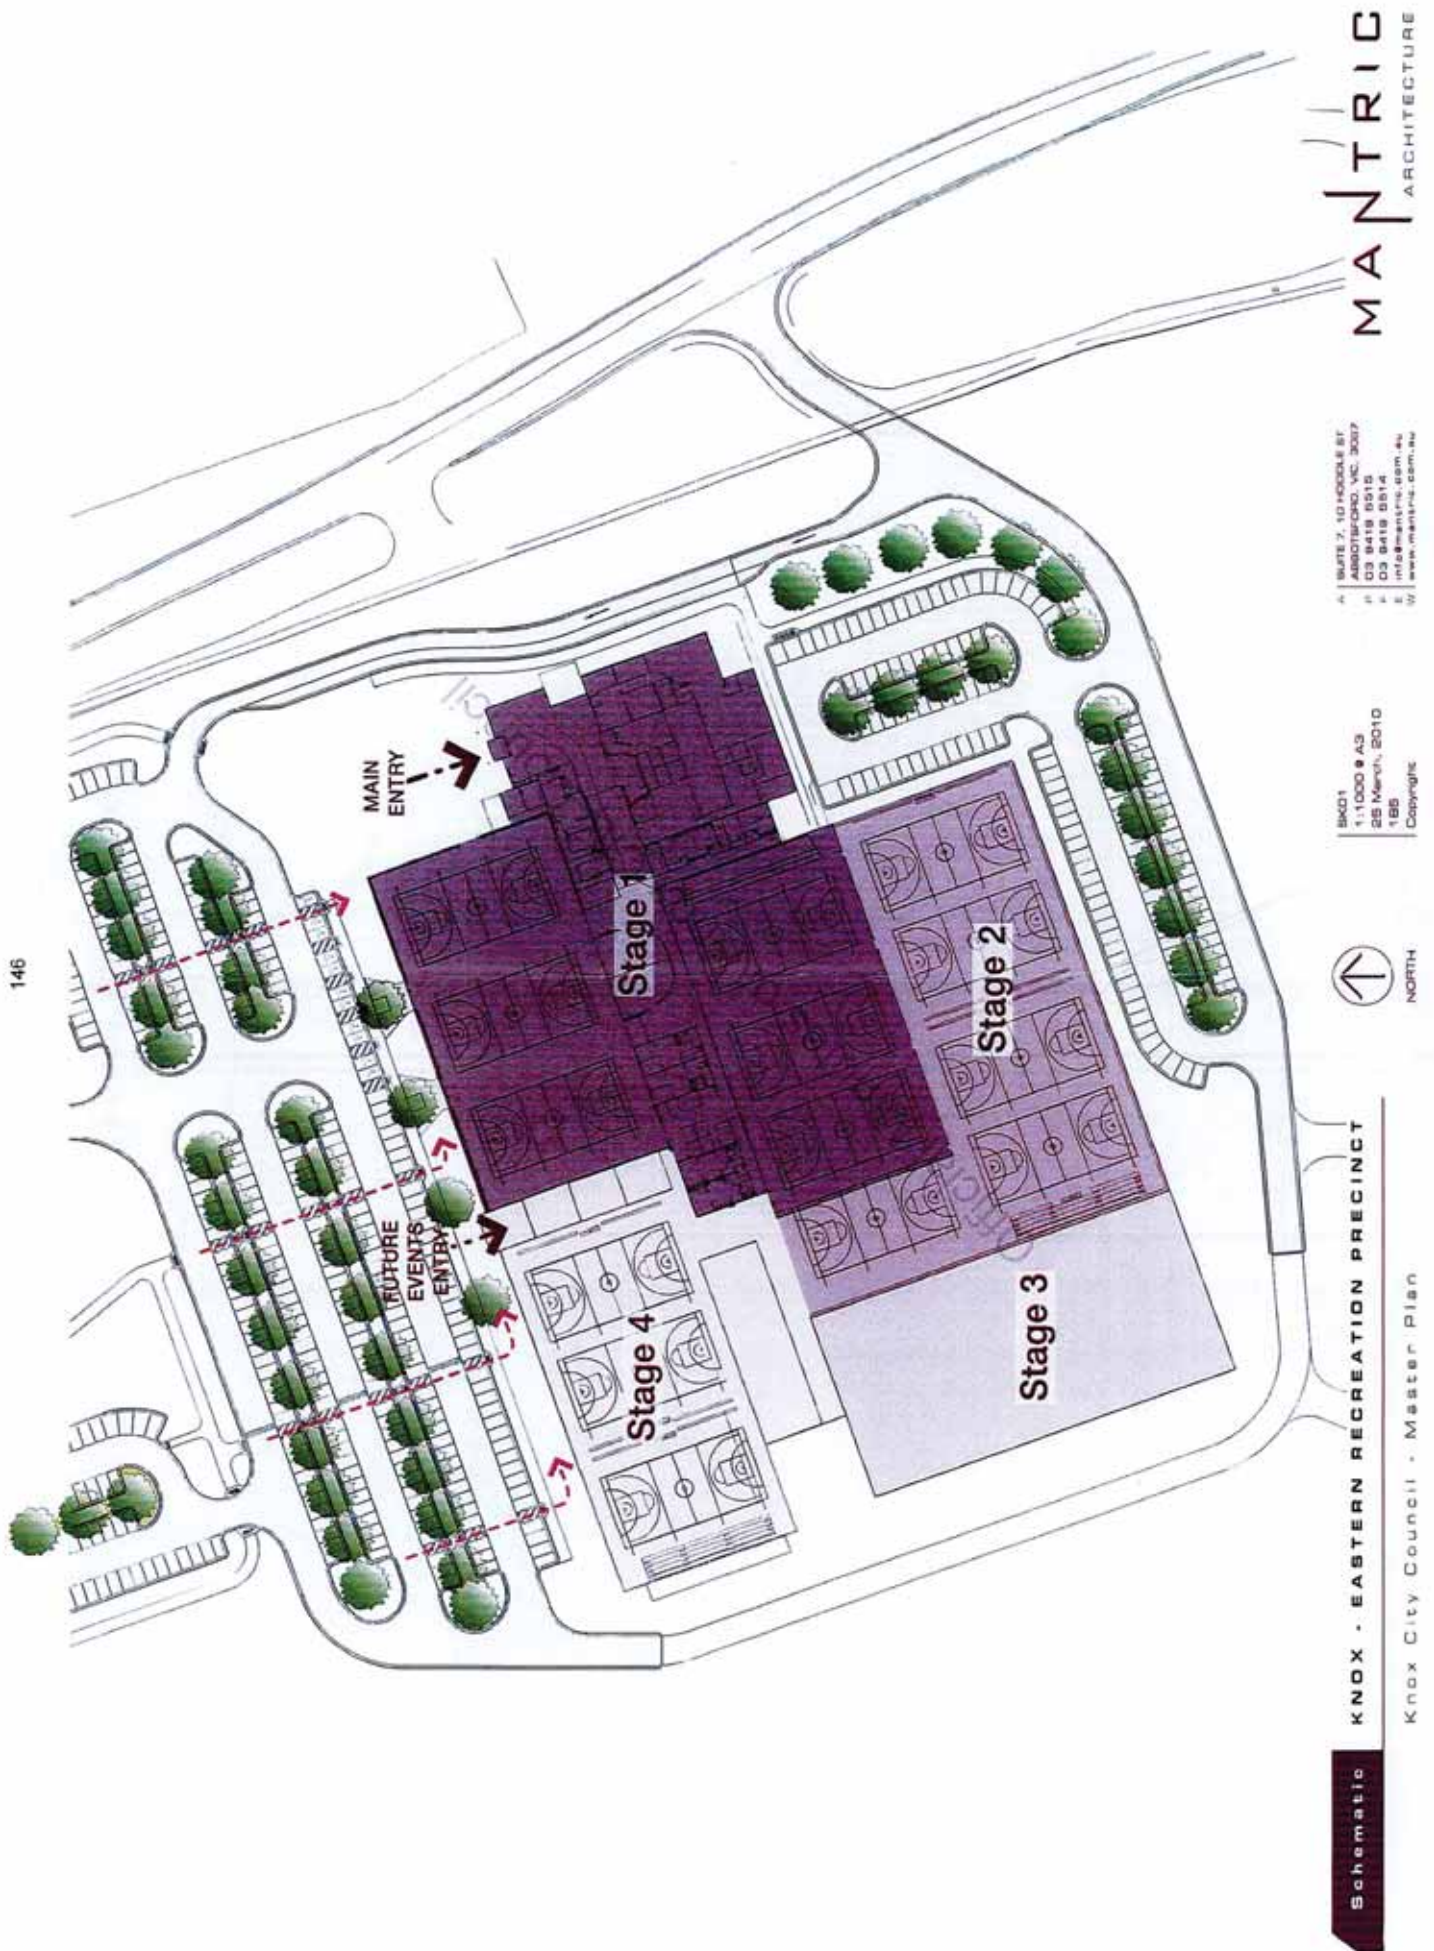 146
MAIN
ENTRY
FUTURE
EVENTS
ENTRY
Stage 1
Stage 2
Stage 3
Stage 4
Schematic
KNOX - EASTERN RECREATION PRECINCT
Knox City Council - Master Plan
NORTH
SK01
1:1000 @ A3
25 March, 2010
185
Copyright
A SUITE 7, 10 HODDLE ST
ABBOTSFORD, VIC, 3067
P 03 9419 5515
F 03 9419 5514
E info@mantric.com.au
W www.mantric.com.au
MANTRIC
ARCHITECTURE